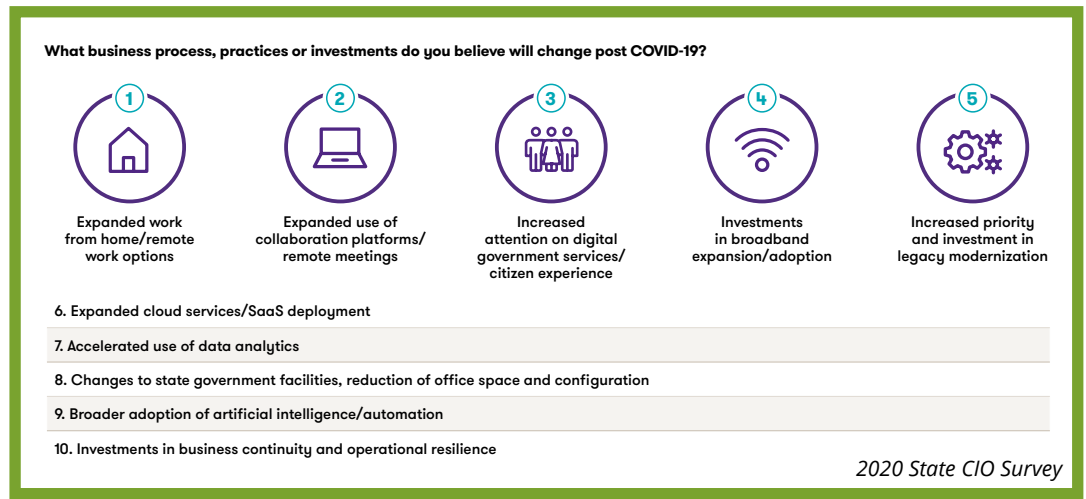 What business process, practices or investments do you believe will change post COVID-19?
1
2
3
4
5
Expanded work
from home/remote
work options
Expanded use of
collaboration platforms/
remote meetings
Increased
attention on digital
government services/
citizen experience
Investments
in broadband
expansion/adoption
Increased priority
and investment in
legacy modernization
6. Expanded cloud services/SaaS deployment
7. Accelerated use of data analytics
8. Changes to state government facilities, reduction of office space and configuration
9. Broader adoption of artificial intelligence/automation
10. Investments in business continuity and operational resilience
2020 State CIO Survey